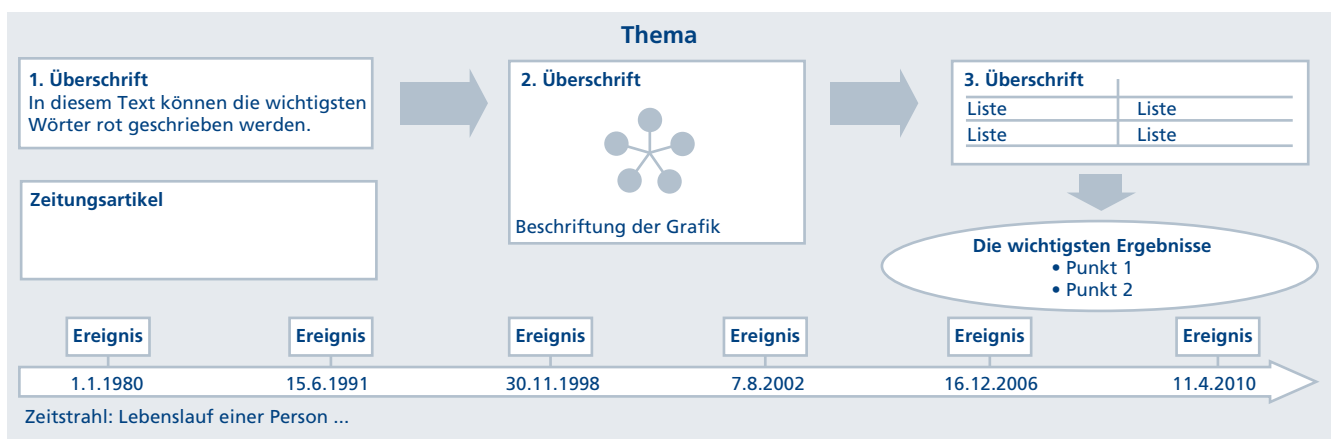 Thema
1. Überschrift
In diesem Text können die wichtigsten
Wörter rot geschrieben werden.
Zeitungsartikel
2. Überschrift
Beschriftung der Grafik
3. Überschrift
Liste Liste
Liste Liste
Die wichtigsten Ergebnisse
• Punkt 1
• Punkt 2
Ereignis Ereignis Ereignis Ereignis Ereignis Ereignis
1.1.1980 15.6.1991 30.11.1998 7.8.2002 16.12.2006 11.4.2010
Zeitstrahl: Lebenslauf einer Person ...